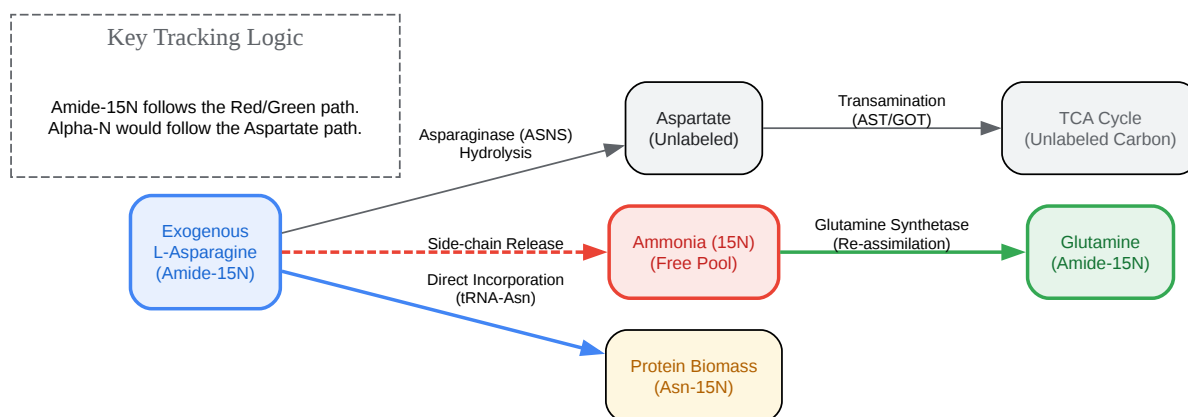 Key Tracking Logic
Amide-15N follows the Red/Green path.
Alpha-N would follow the Aspartate path.
Asparaginase (ASNS)
Hydrolysis
Aspartate
(Unlabeled)
Transamination
(AST/GOT)
TCA Cycle
(Unlabeled Carbon)
Exogenous
L-Asparagine
(Amide-15N)
Side-chain Release
Ammonia (15N)
(Free Pool)
Glutamine Synthetase
(Re-assimilation)
Glutamine
(Amide-15N)
Direct Incorporation
(tRNA-Asn)
Protein Biomass
(Asn-15N)